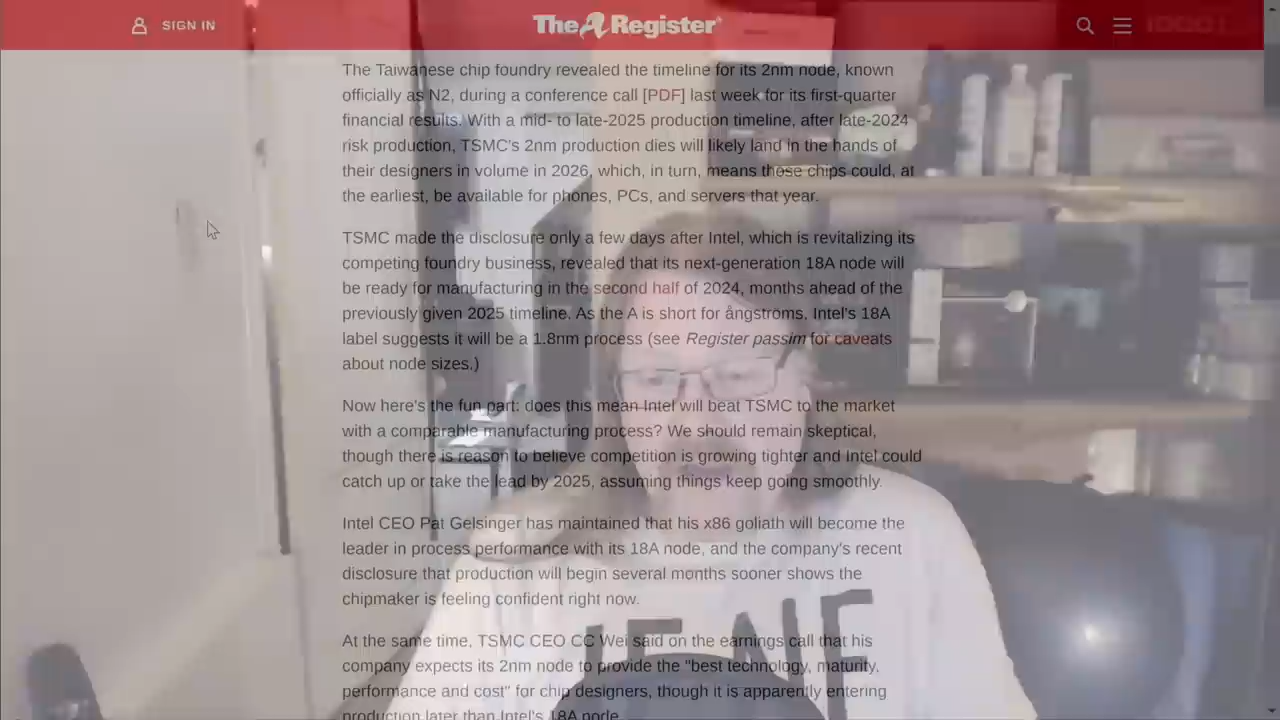 SIGN IN
The Register
The Taiwanese chip foundry revealed the timeline for its 2nm node, known
officially as N2, during a conference call [PDF] last week for its first-quarter
financial results. With a mid- to late-2025 production timeline, after late-2024
risk production, TSMC's 2nm production dies will likely land in the hands of
their designers in volume in 2026, which, in turn, means those chips could, at
the earliest, be available for phones, PCs, and servers that year.
TSMC made the disclosure only a few days after Intel, which is revitalizing its
competing foundry business, revealed that its next-generation 18A node will
be ready for manufacturing in the second half of 2024, months ahead of the
previously given 2025 timeline. As the A is short for ångstroms, Intel's 18A
label suggests it will be a 1.8nm process (see Register passim for caveats
about node sizes.)
Now here's the fun part: does this mean Intel will beat TSMC to the market
with a comparable manufacturing process? We should remain skeptical,
though there is reason to believe competition is growing tighter and Intel could
catch up or take the lead by 2025, assuming things keep going smoothly.
Intel CEO Pat Gelsinger has maintained that his x86 goliath will become the
leader in process performance with its 18A node, and the company's recent
disclosure that production will begin several months sooner shows the
chipmaker is feeling confident right now.
At the same time, TSMC CEO CC Wei said on the earnings call that his
company expects its 2nm node to provide the "best technology, maturity,
performance and cost" for chip designers, though it is apparently entering
production later than Intel's 18A node.